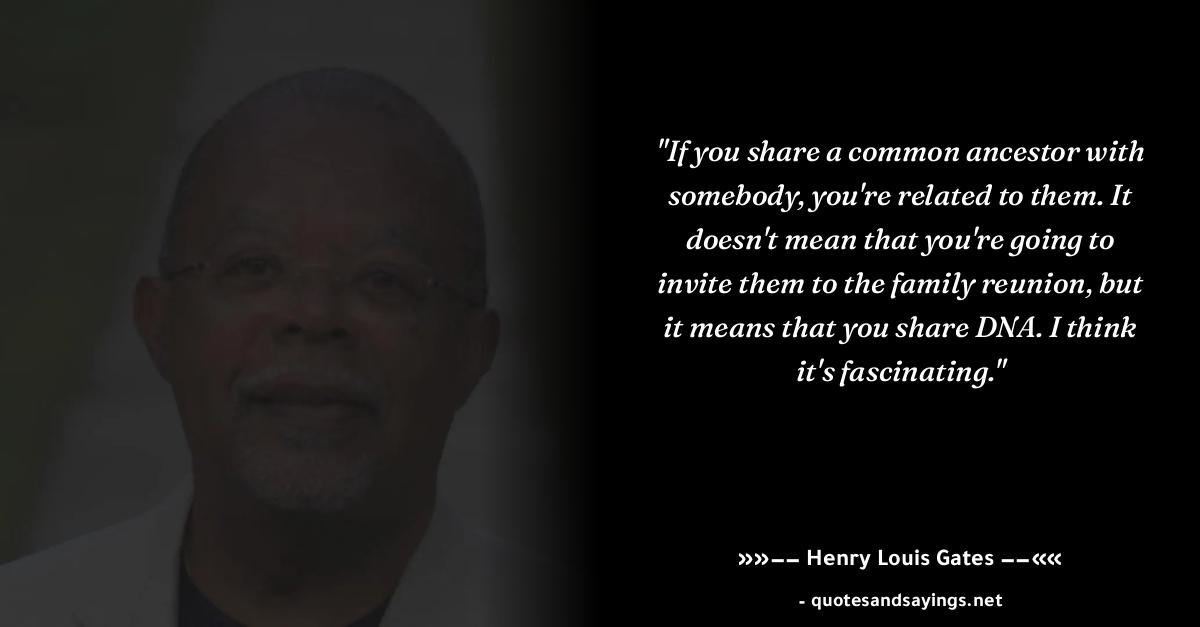 "If you share a common ancestor with
somebody, you're related to them. It
doesn't mean that you're going to
invite them to the family reunion, but
it means that you share DNA. I think
it's fascinating."
»»−− Henry Louis Gates −−««
- quotesandsayings.net